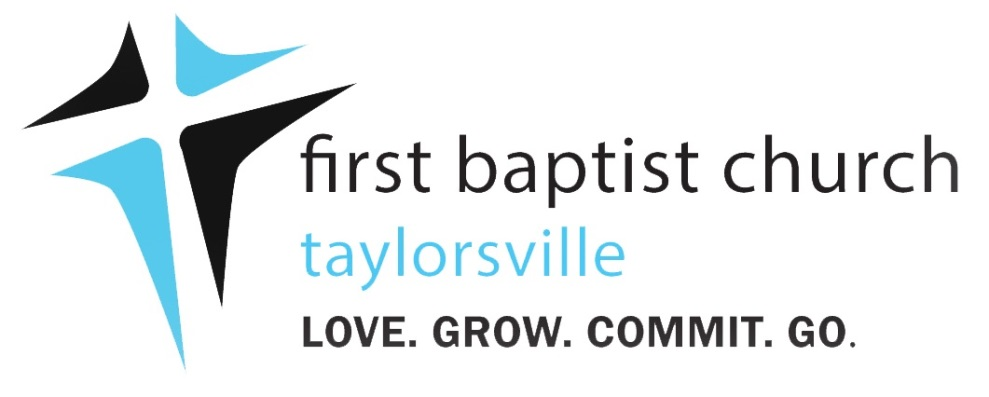 first baptist church
taylorsville
LOVE. GROW. COMMIT. GO.